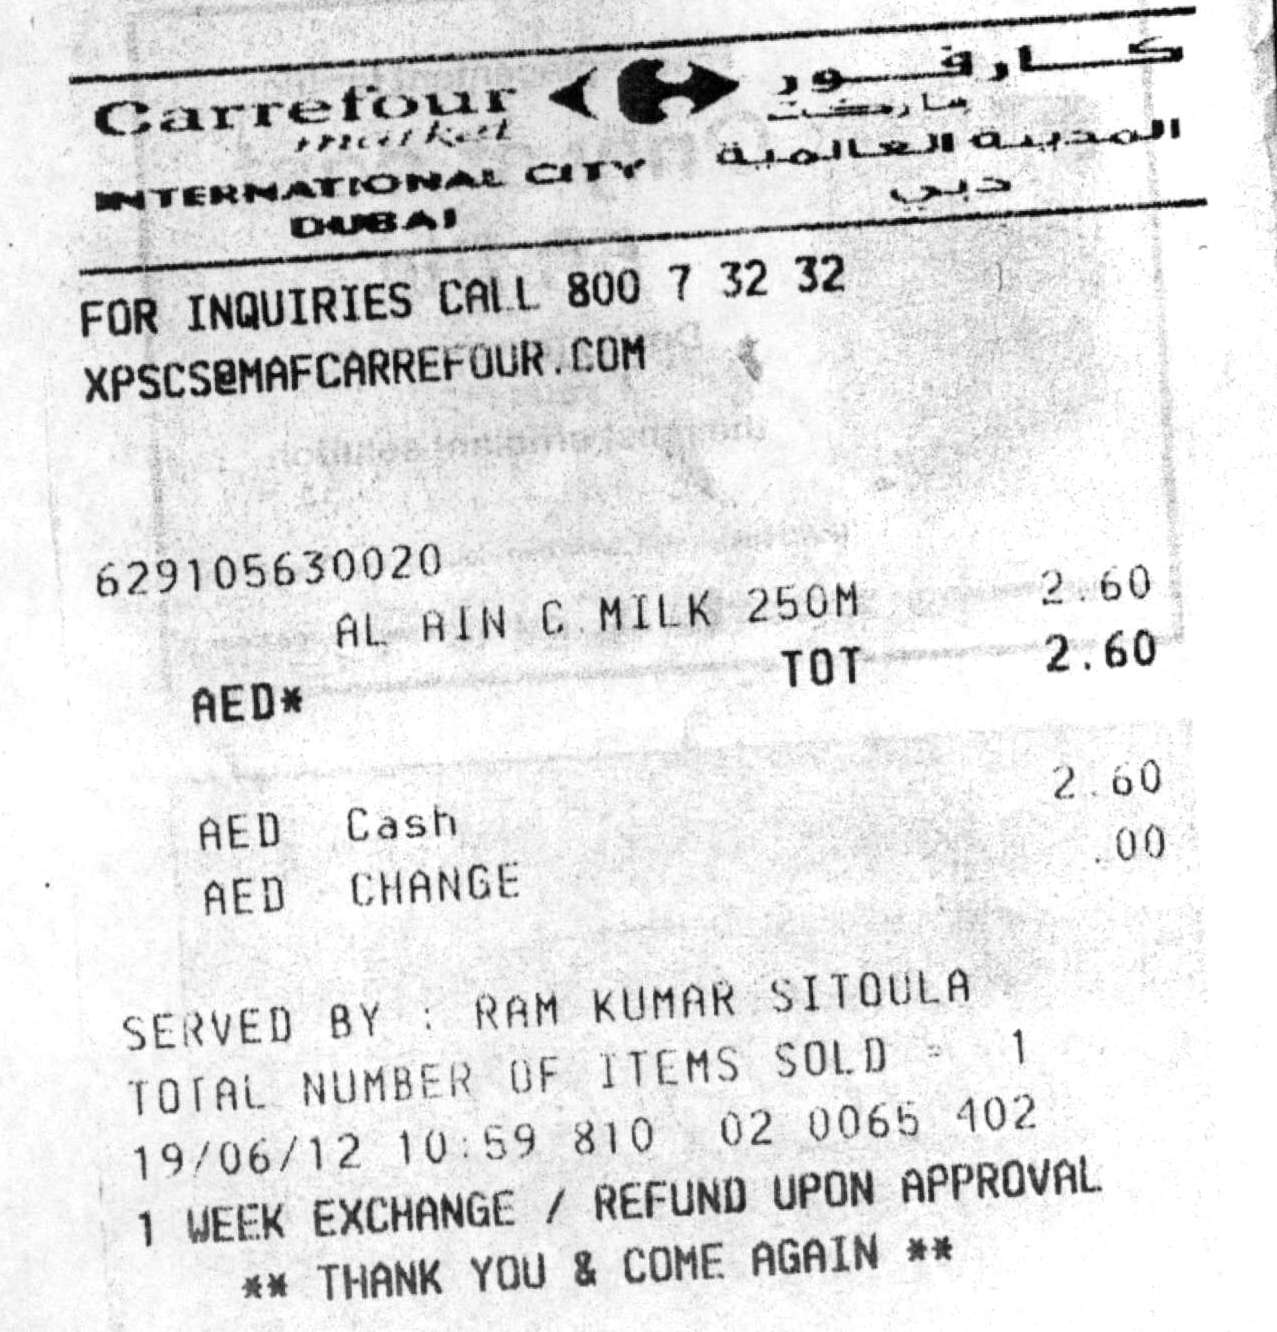 Carrefour كارفور
market ماركت
INTERNATIONAL CITY المدينة العالمية
DUBAI دبي
FOR INQUIRIES CALL 800 7 32 32
XPSCS@MAFCARREFOUR.COM
629105630020
AL AIN C.MILK 250M 2.60
AED* TOT 2.60
AED Cash 2.60
AED CHANGE .00
SERVED BY : RAM KUMAR SITOULA
TOTAL NUMBER OF ITEMS SOLD = 1
19/06/12 10:59 810 02 0065 402
1 WEEK EXCHANGE / REFUND UPON APPROVAL
** THANK YOU & COME AGAIN **